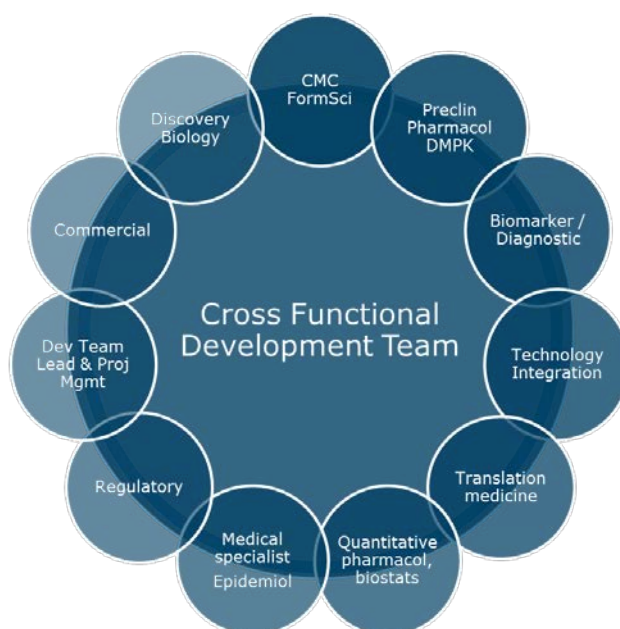 CMC
FormSci
Preclin
Pharmacol
DMPK
Biomarker /
Diagnostic
Technology
Integration
Translation
medicine
Quantitative
pharmacol,
biostats
Medical
specialist
Epidemiol
Regulatory
Dev Team
Lead & Proj
Mgmt
Commercial
Discovery
Biology
Cross Functional
Development Team